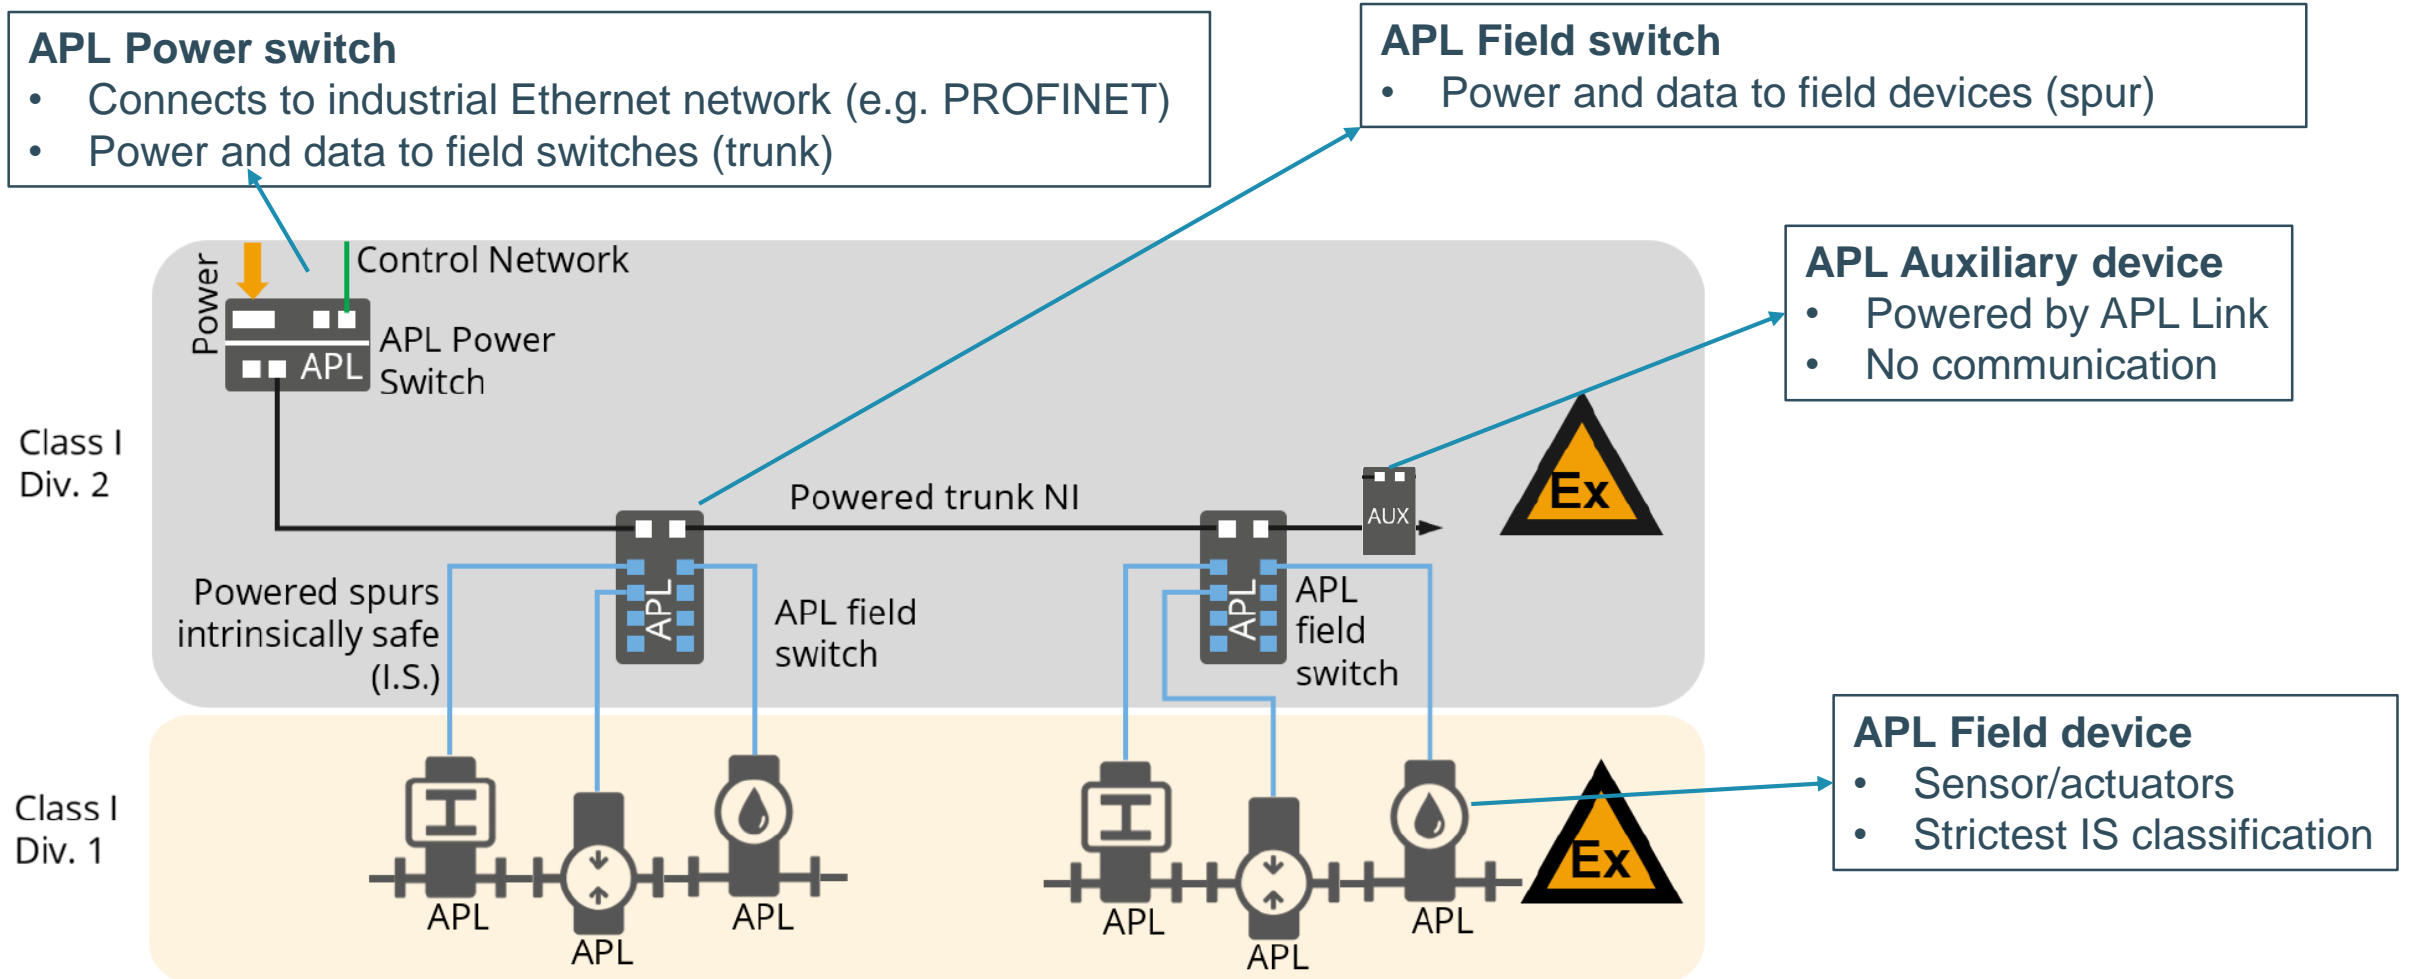 APL Power switch
• Connects to industrial Ethernet network (e.g. PROFINET)
• Power and data to field switches (trunk)
APL Field switch
• Power and data to field devices (spur)
APL Auxiliary device
• Powered by APL Link
• No communication
Power
Control Network
APL
APL Power
Switch
Class I
Div. 2
Powered trunk NI
AUX
Ex
Powered spurs
intrinsically safe
(I.S.)
APL
APL field
switch
APL
APL
field
switch
APL Field device
• Sensor/actuators
• Strictest IS classification
Class I
Div. 1
Ex
APL
APL
APL
APL
APL
APL